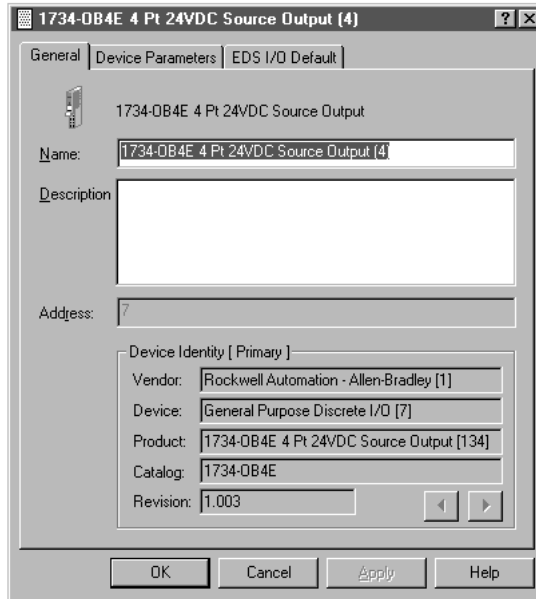 1734-OB4E 4 Pt 24VDC Source Output (4)
General Device Parameters EDS I/O Default
1734-OB4E 4 Pt 24VDC Source Output
Name: 1734-OB4E 4 Pt 24VDC Source Output (4)
Description
Address: 7
Device Identity [ Primary ]
Vendor: Rockwell Automation - Allen-Bradley [1]
Device: General Purpose Discrete I/O [7]
Product: 1734-OB4E 4 Pt 24VDC Source Output [134]
Catalog: 1734-OB4E
Revision: 1.003
OK Cancel Apply Help